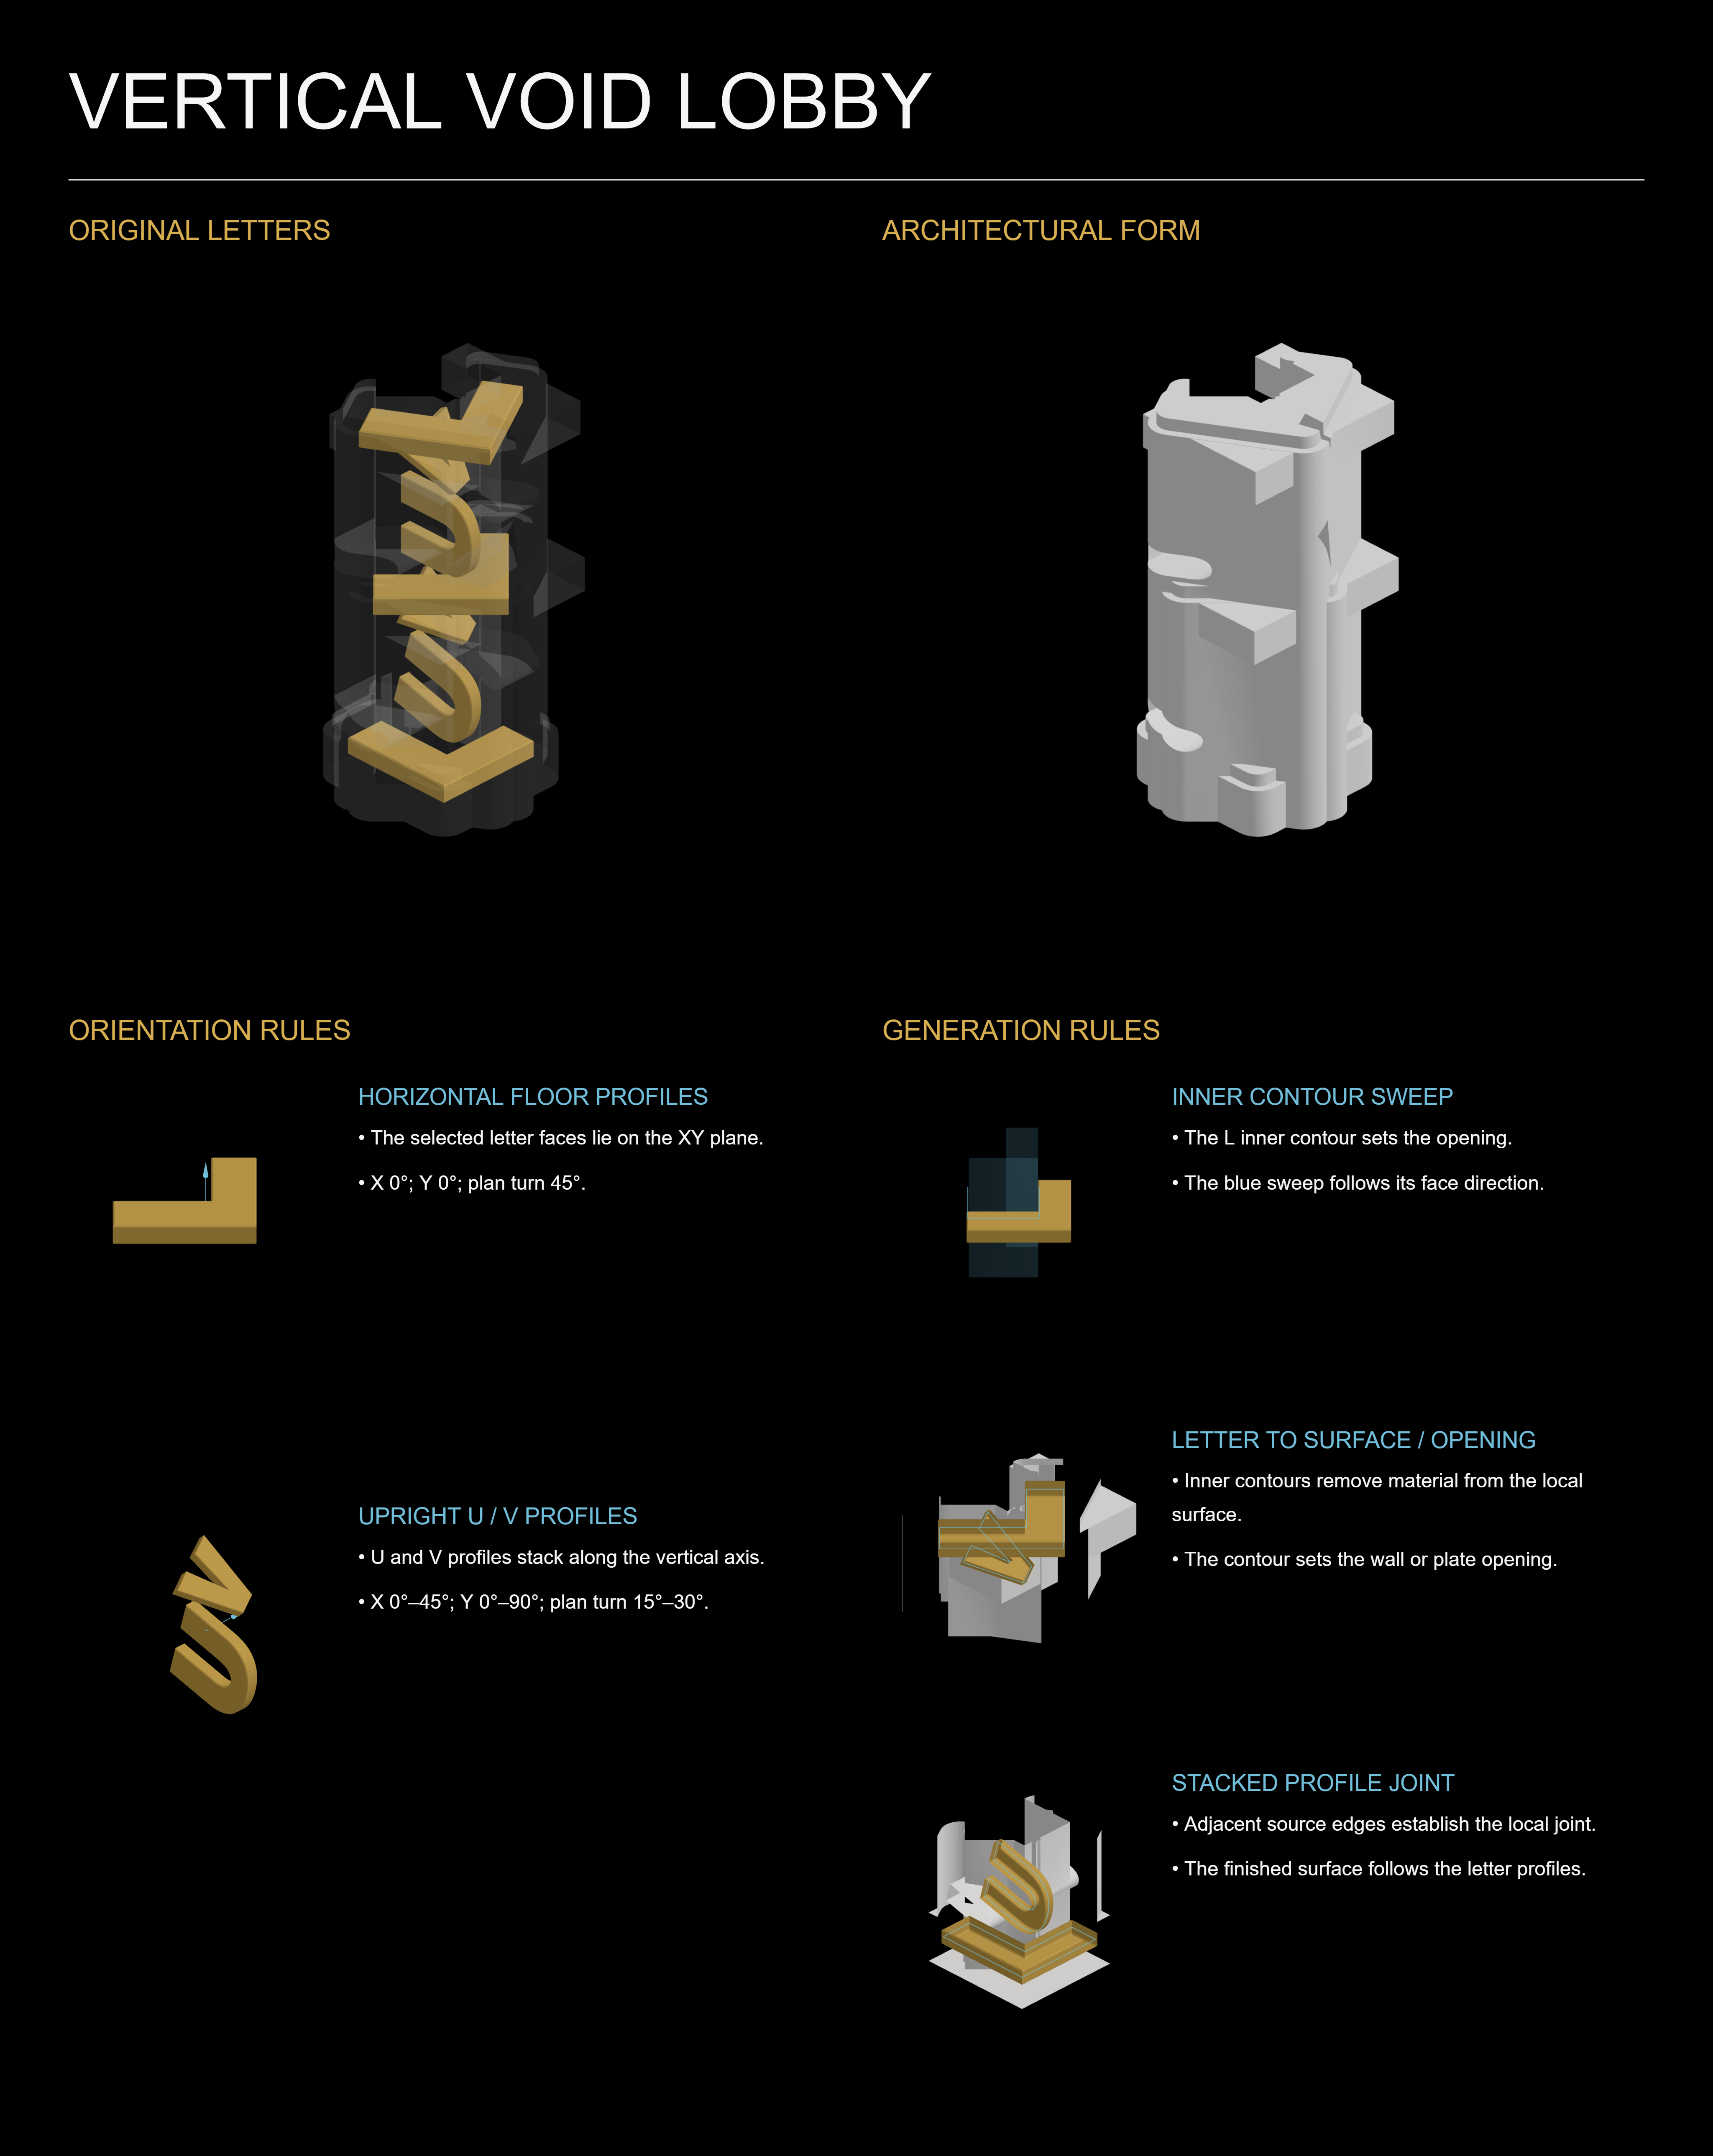 VERTICAL VOID LOBBY
ORIGINAL LETTERS
ARCHITECTURAL FORM
ORIENTATION RULES
HORIZONTAL FLOOR PROFILES
• The selected letter faces lie on the XY plane.
• X 0°; Y 0°; plan turn 45°.
UPRIGHT U / V PROFILES
• U and V profiles stack along the vertical axis.
• X 0°–45°; Y 0°–90°; plan turn 15°–30°.
GENERATION RULES
INNER CONTOUR SWEEP
• The L inner contour sets the opening.
• The blue sweep follows its face direction.
LETTER TO SURFACE / OPENING
• Inner contours remove material from the local
surface.
• The contour sets the wall or plate opening.
STACKED PROFILE JOINT
• Adjacent source edges establish the local joint.
• The finished surface follows the letter profiles.